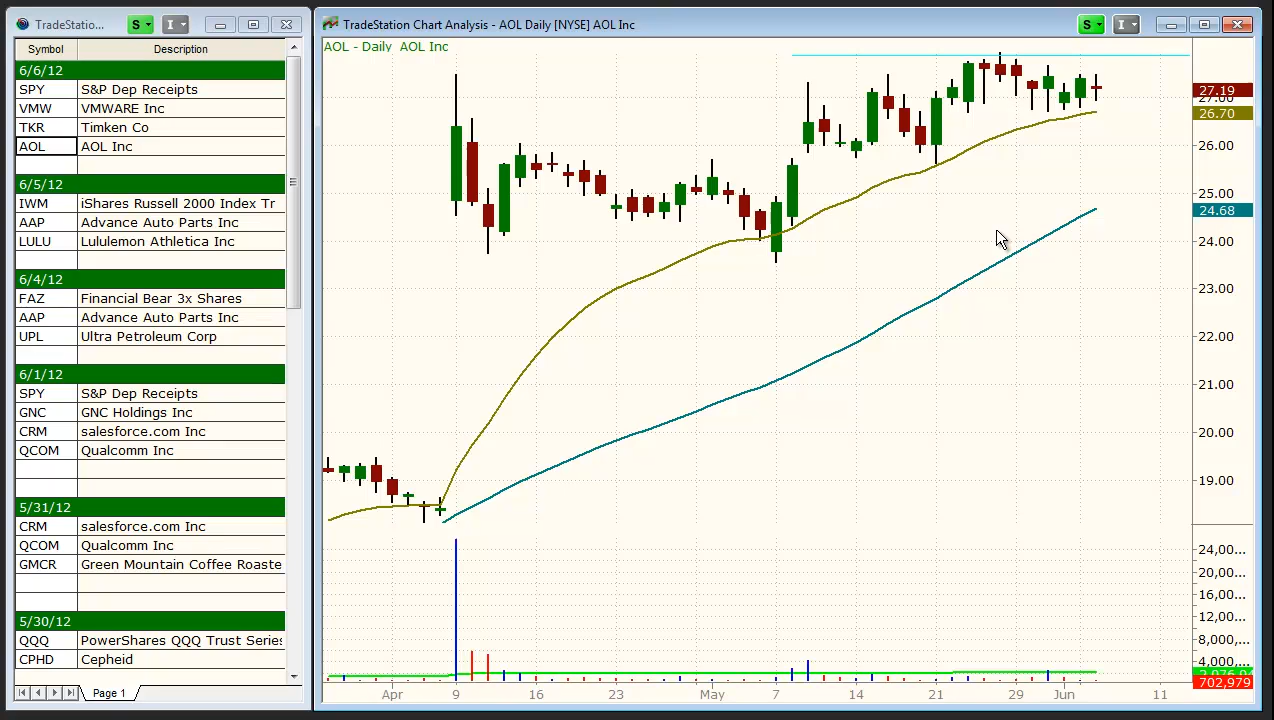 TradeStatio...
S
I
Symbol Description
6/6/12
SPY S&P Dep Receipts
VMW VMWARE Inc
TKR Timken Co
AOL AOL Inc
6/5/12
IWM iShares Russell 2000 Index Tr
AAP Advance Auto Parts Inc
LULU Lululemon Athletica Inc
6/4/12
FAZ Financial Bear 3x Shares
AAP Advance Auto Parts Inc
UPL Ultra Petroleum Corp
6/1/12
SPY S&P Dep Receipts
GNC GNC Holdings Inc
CRM salesforce.com Inc
QCOM Qualcomm Inc
5/31/12
CRM salesforce.com Inc
QCOM Qualcomm Inc
GMCR Green Mountain Coffee Roaste
5/30/12
QQQ PowerShares QQQ Trust Series
CPHD Cepheid
Page 1
TradeStation Chart Analysis - AOL Daily [NYSE] AOL Inc
S
I
AOL - Daily AOL Inc
27.19
27.00
26.70
26.00
25.00
24.68
24.00
23.00
22.00
21.00
20.00
19.00
24,00...
20,00...
16,00...
12,00...
8,000,...
4,000...
702,979
Apr 9 16 23 May 7 14 21 29 Jun 11